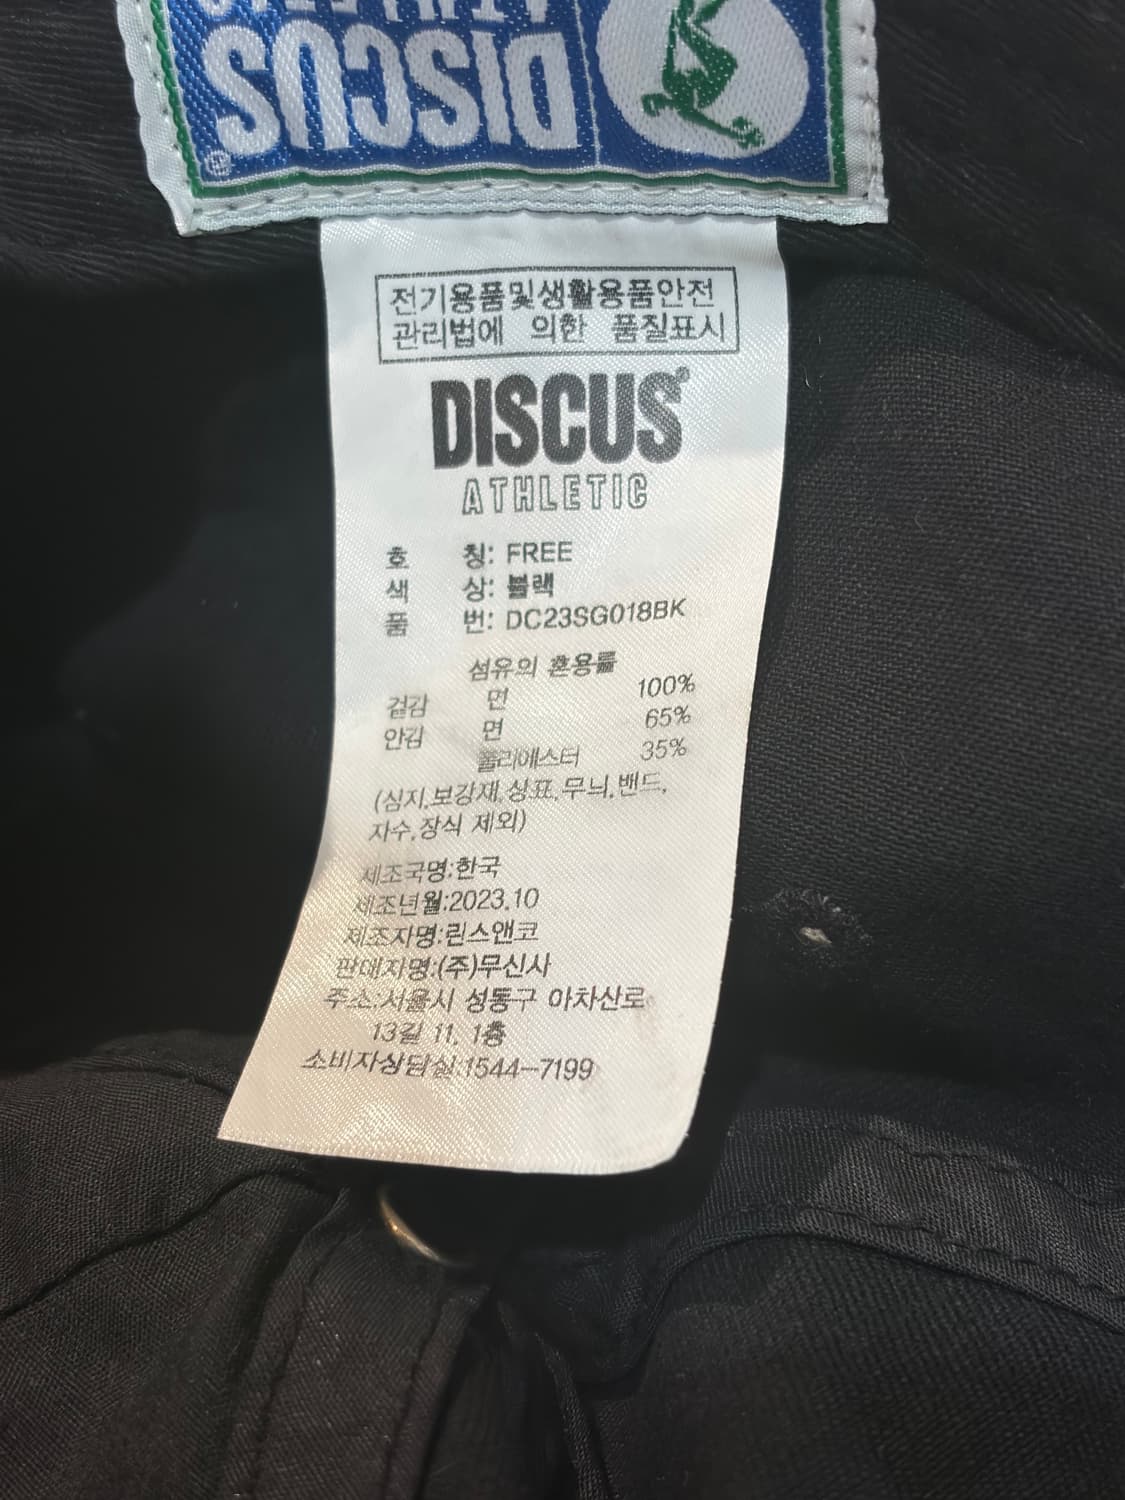 ATHLETIC
DISCUS®
전기용품및생활용품안전
관리법에 의한 품질표시
DISCUS®
ATHLETIC
호 칭: FREE
색 상: 블랙
품 번: DC23SG018BK
섬유의 혼용률
겉감 면 100%
안감 면 65%
폴리에스터 35%
(심지,보강재,상표,무늬,밴드,
자수,장식 제외)
제조국명:한국
제조년월:2023.10
제조자명:린스앤코
판매자명:(주)무신사
주소:서울시 성동구 아차산로
13길 11, 1층
소비자상담실:1544-7199